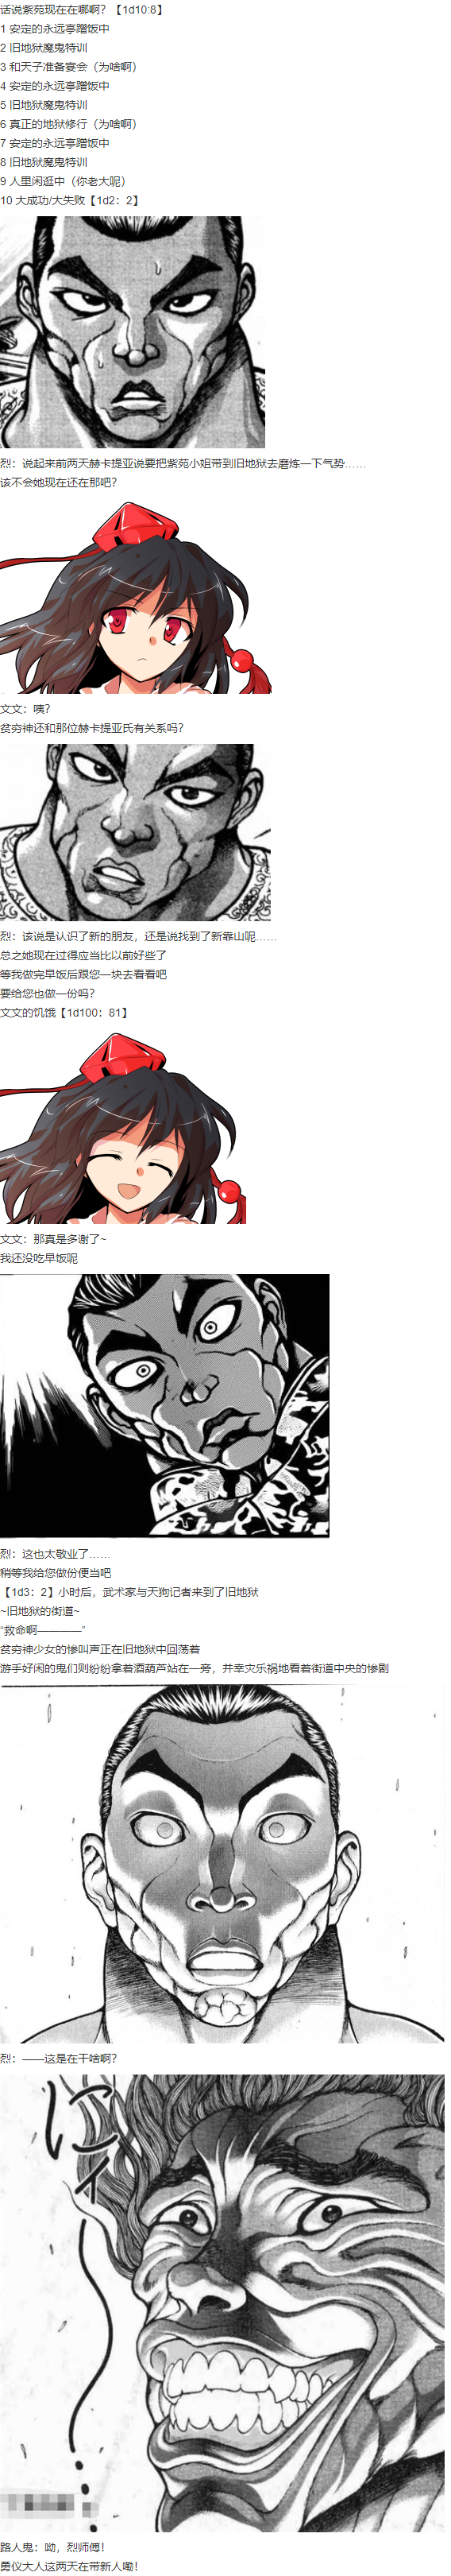 话说紫苑现在在哪啊？【1d10:8】
1 安定的永远亭蹭饭中
2 旧地狱魔鬼特训
3 和天子准备宴会（为啥啊）
4 安定的永远亭蹭饭中
5 旧地狱魔鬼特训
6 真正的地狱修行（为啥啊）
7 安定的永远亭蹭饭中
8 旧地狱魔鬼特训
9 人里闲逛中（你老大呢）
10 大成功/大失败【1d2：2】
烈：说起来前两天赫卡提亚说要把紫苑小姐带到旧地狱去磨炼一下气势……
该不会她现在还在那吧？
文文：咦？
贫穷神还和那位赫卡提亚氏有关系吗？
烈：该说是认识了新的朋友，还是说找到了新靠山呢……
总之她现在过得应当比以前好些了
等我做完早饭后跟您一块去看看吧
要给您也做一份吗？
文文的饥饿【1d100：81】
文文：那真是多谢了~
我还没吃早饭呢
烈：这也太敬业了……
稍等我给您做份便当吧
【1d3：2】小时后，武术家与天狗记者来到了旧地狱
~旧地狱的街道~
“救命啊————”
贫穷神少女的惨叫声正在旧地狱中回荡着
游手好闲的鬼们则纷纷拿着酒葫芦站在一旁，并幸灾乐祸地看着街道中央的惨剧
烈：——这是在干啥啊？
ニイ
路人鬼：呦，烈师傅！
勇仪大人这两天在带新人嘞！